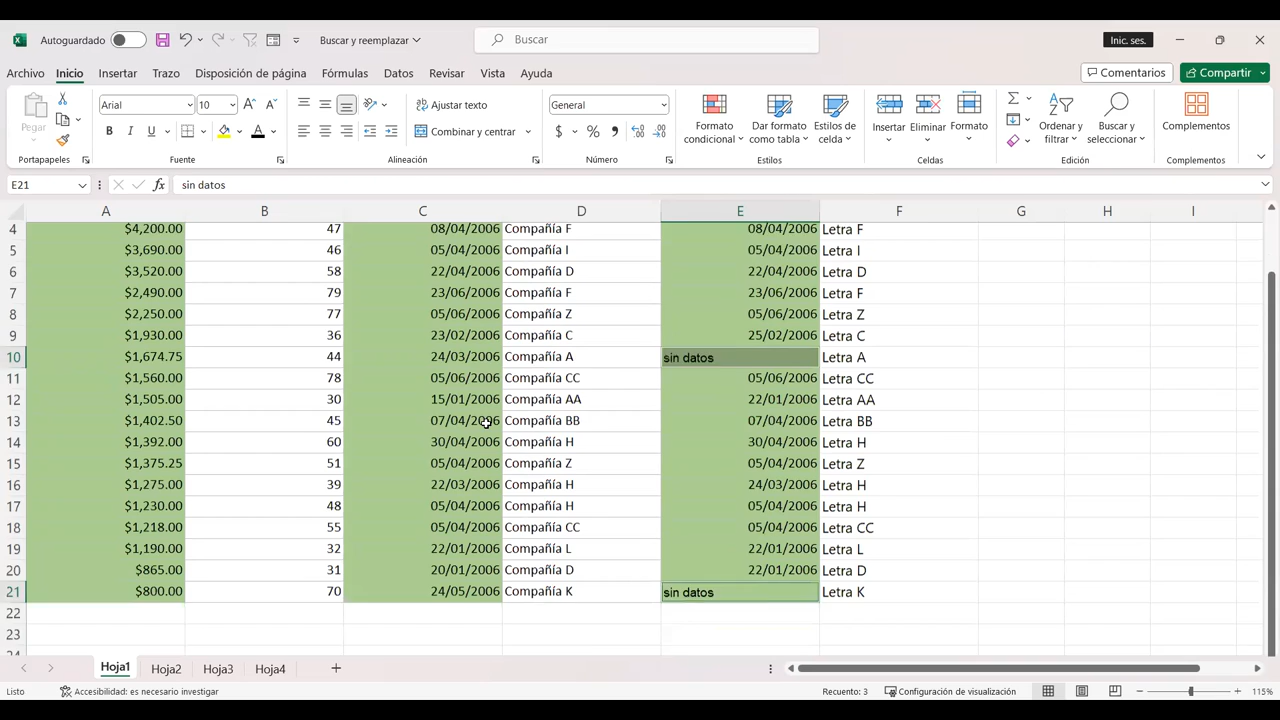 Autoguardado Buscar y reemplazar Buscar Inic. ses.
Archivo Inicio Insertar Trazo Disposición de página Fórmulas Datos Revisar Vista Ayuda Comentarios Compartir
Pegar Arial 10 A A Ajustar texto General Formato condicional Dar formato como tabla Estilos de celda Insertar Eliminar Formato Ordenar y filtrar Buscar y seleccionar Complementos
N K S A Combinar y centrar $ % 000
Portapapeles Fuente Alineación Número Estilos Celdas Edición Complementos
E21 fx sin datos
A B C D E F G H I
4 $4,200.00 47 08/04/2006 Compañía F 08/04/2006 Letra F
5 $3,690.00 46 05/04/2006 Compañía I 05/04/2006 Letra I
6 $3,520.00 58 22/04/2006 Compañía D 22/04/2006 Letra D
7 $2,490.00 79 23/06/2006 Compañía F 23/06/2006 Letra F
8 $2,250.00 77 05/06/2006 Compañía Z 05/06/2006 Letra Z
9 $1,930.00 36 23/02/2006 Compañía C 25/02/2006 Letra C
10 $1,674.75 44 24/03/2006 Compañía A sin datos Letra A
11 $1,560.00 78 05/06/2006 Compañía CC 05/06/2006 Letra CC
12 $1,505.00 30 15/01/2006 Compañía AA 22/01/2006 Letra AA
13 $1,402.50 45 07/04/2006 Compañía BB 07/04/2006 Letra BB
14 $1,392.00 60 30/04/2006 Compañía H 30/04/2006 Letra H
15 $1,375.25 51 05/04/2006 Compañía Z 05/04/2006 Letra Z
16 $1,275.00 39 22/03/2006 Compañía H 24/03/2006 Letra H
17 $1,230.00 48 05/04/2006 Compañía H 05/04/2006 Letra H
18 $1,218.00 55 05/04/2006 Compañía CC 05/04/2006 Letra CC
19 $1,190.00 32 22/01/2006 Compañía L 22/01/2006 Letra L
20 $865.00 31 20/01/2006 Compañía D 22/01/2006 Letra D
21 $800.00 70 24/05/2006 Compañía K sin datos Letra K
22
23
Hoja1 Hoja2 Hoja3 Hoja4
Listo Accesibilidad: es necesario investigar Recuento: 3 Configuración de visualización 115%